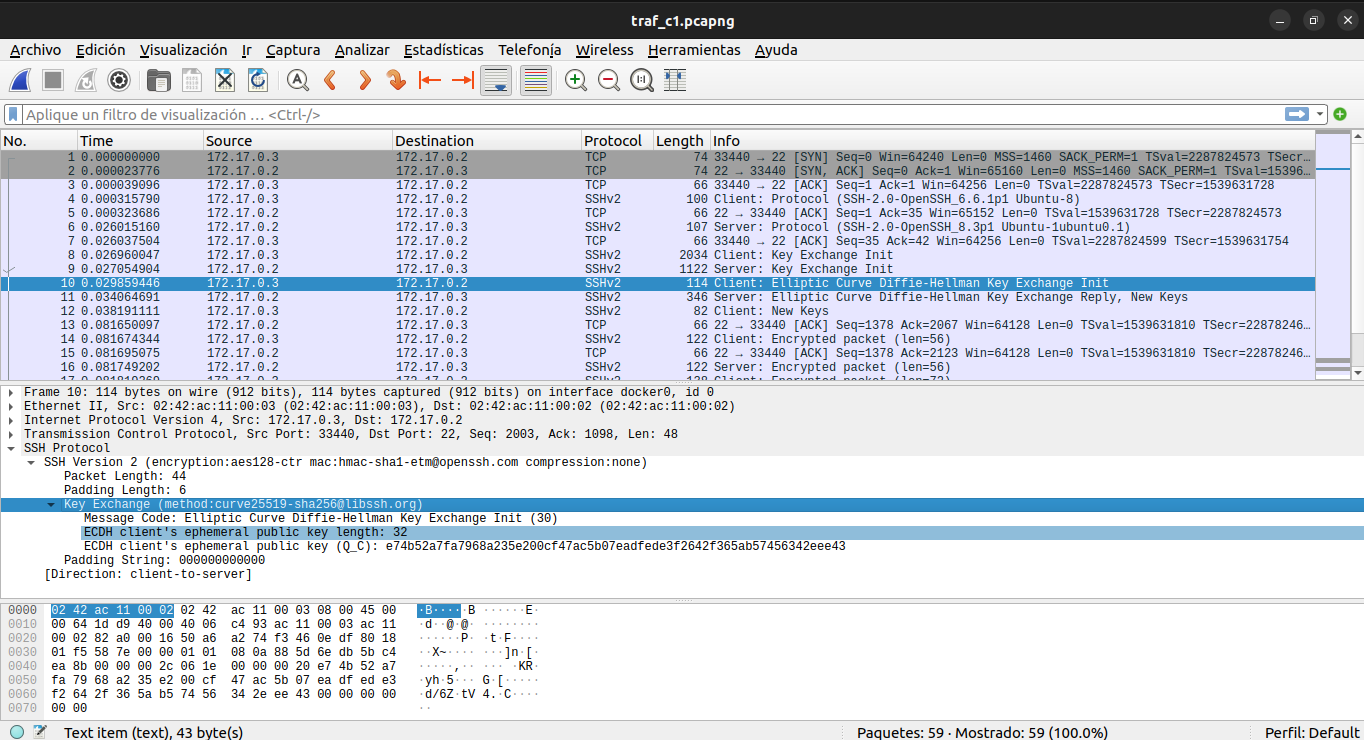 traf_c1.pcapng
Archivo Edición Visualización Ir Captura Analizar Estadísticas Telefonía Wireless Herramientas Ayuda
Aplique un filtro de visualización … <Ctrl-/>
No. Time Source Destination Protocol Length Info
1 0.000000000 172.17.0.3 172.17.0.2 TCP 74 33440 → 22 [SYN] Seq=0 Win=64240 Len=0 MSS=1460 SACK_PERM=1 TSval=2287824573 TSecr…
2 0.000023776 172.17.0.2 172.17.0.3 TCP 74 22 → 33440 [SYN, ACK] Seq=0 Ack=1 Win=65160 Len=0 MSS=1460 SACK_PERM=1 TSval=15396…
3 0.000039096 172.17.0.3 172.17.0.2 TCP 66 33440 → 22 [ACK] Seq=1 Ack=1 Win=64256 Len=0 TSval=2287824573 TSecr=1539631728
4 0.000315790 172.17.0.3 172.17.0.2 SSHv2 100 Client: Protocol (SSH-2.0-OpenSSH_6.6.1p1 Ubuntu-8)
5 0.000323686 172.17.0.2 172.17.0.3 TCP 66 22 → 33440 [ACK] Seq=1 Ack=35 Win=65152 Len=0 TSval=1539631728 TSecr=2287824573
6 0.026015160 172.17.0.2 172.17.0.3 SSHv2 107 Server: Protocol (SSH-2.0-OpenSSH_8.3p1 Ubuntu-1ubuntu0.1)
7 0.026037504 172.17.0.3 172.17.0.2 TCP 66 33440 → 22 [ACK] Seq=35 Ack=42 Win=64256 Len=0 TSval=2287824599 TSecr=1539631754
8 0.026960047 172.17.0.3 172.17.0.2 SSHv2 2034 Client: Key Exchange Init
9 0.027054904 172.17.0.2 172.17.0.3 SSHv2 1122 Server: Key Exchange Init
10 0.029859446 172.17.0.3 172.17.0.2 SSHv2 114 Client: Elliptic Curve Diffie-Hellman Key Exchange Init
11 0.034064691 172.17.0.2 172.17.0.3 SSHv2 346 Server: Elliptic Curve Diffie-Hellman Key Exchange Reply, New Keys
12 0.038191111 172.17.0.3 172.17.0.2 SSHv2 82 Client: New Keys
13 0.081650097 172.17.0.2 172.17.0.3 TCP 66 22 → 33440 [ACK] Seq=1378 Ack=2067 Win=64128 Len=0 TSval=1539631810 TSecr=22878246…
14 0.081674344 172.17.0.3 172.17.0.2 SSHv2 122 Client: Encrypted packet (len=56)
15 0.081695075 172.17.0.2 172.17.0.3 TCP 66 22 → 33440 [ACK] Seq=1378 Ack=2123 Win=64128 Len=0 TSval=1539631810 TSecr=22878246…
16 0.081749202 172.17.0.2 172.17.0.3 SSHv2 122 Server: Encrypted packet (len=56)
Frame 10: 114 bytes on wire (912 bits), 114 bytes captured (912 bits) on interface docker0, id 0
Ethernet II, Src: 02:42:ac:11:00:03 (02:42:ac:11:00:03), Dst: 02:42:ac:11:00:02 (02:42:ac:11:00:02)
Internet Protocol Version 4, Src: 172.17.0.3, Dst: 172.17.0.2
Transmission Control Protocol, Src Port: 33440, Dst Port: 22, Seq: 2003, Ack: 1098, Len: 48
SSH Protocol
SSH Version 2 (encryption:aes128-ctr mac:hmac-sha1-etm@openssh.com compression:none)
Packet Length: 44
Padding Length: 6
Key Exchange (method:curve25519-sha256@libssh.org)
Message Code: Elliptic Curve Diffie-Hellman Key Exchange Init (30)
ECDH client's ephemeral public key length: 32
ECDH client's ephemeral public key (Q_C): e74b52a7fa7968a235e200cf47ac5b07eadfede3f2642f365ab57456342eee43
Padding String: 000000000000
[Direction: client-to-server]
0000 02 42 ac 11 00 02 02 42 ac 11 00 03 08 00 45 00 ·B·····B ······E·
0010 00 64 1d d9 40 00 40 06 c4 93 ac 11 00 03 ac 11 ·d··@·@· ········
0020 00 02 82 a0 00 16 50 a6 a2 74 f3 46 0e df 80 18 ······P· ·t·F····
0030 01 f5 58 7e 00 00 01 01 08 0a 88 5d 6e db 5b c4 ··X~···· ···]n·[·
0040 ea 8b 00 00 00 2c 06 1e 00 00 00 20 e7 4b 52 a7 ·····,·· ··· ·KR·
0050 fa 79 68 a2 35 e2 00 cf 47 ac 5b 07 ea df ed e3 ·yh·5··· G·[·····
0060 f2 64 2f 36 5a b5 74 56 34 2e ee 43 00 00 00 00 ·d/6Z·tV 4.·C····
0070 00 00 ··
Text item (text), 43 byte(s) Paquetes: 59 · Mostrado: 59 (100.0%) Perfil: Default